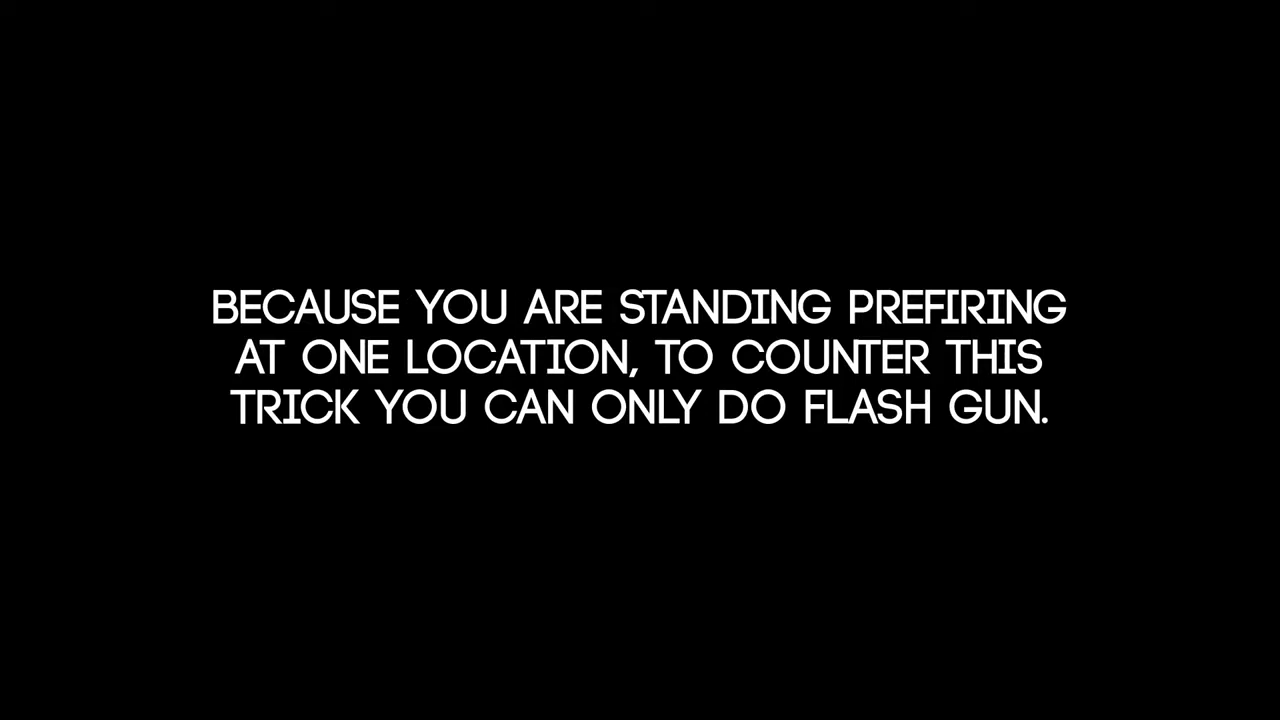 BECAUSE YOU ARE STANDING PREFIRING
AT ONE LOCATION, TO COUNTER THIS
TRICK YOU CAN ONLY DO FLASH GUN.